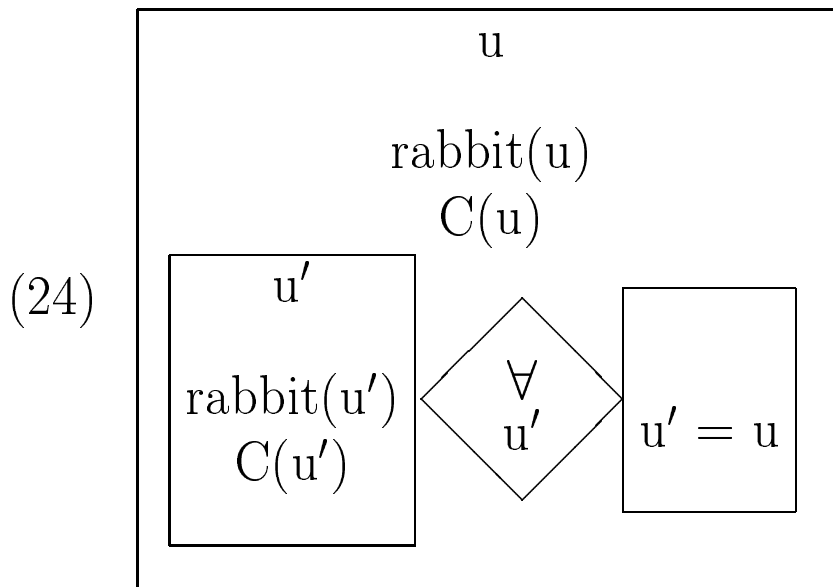 u
rabbit(u)
C(u)
(24)
u′
rabbit(u′)
C(u′)
∀
u′
u′ = u